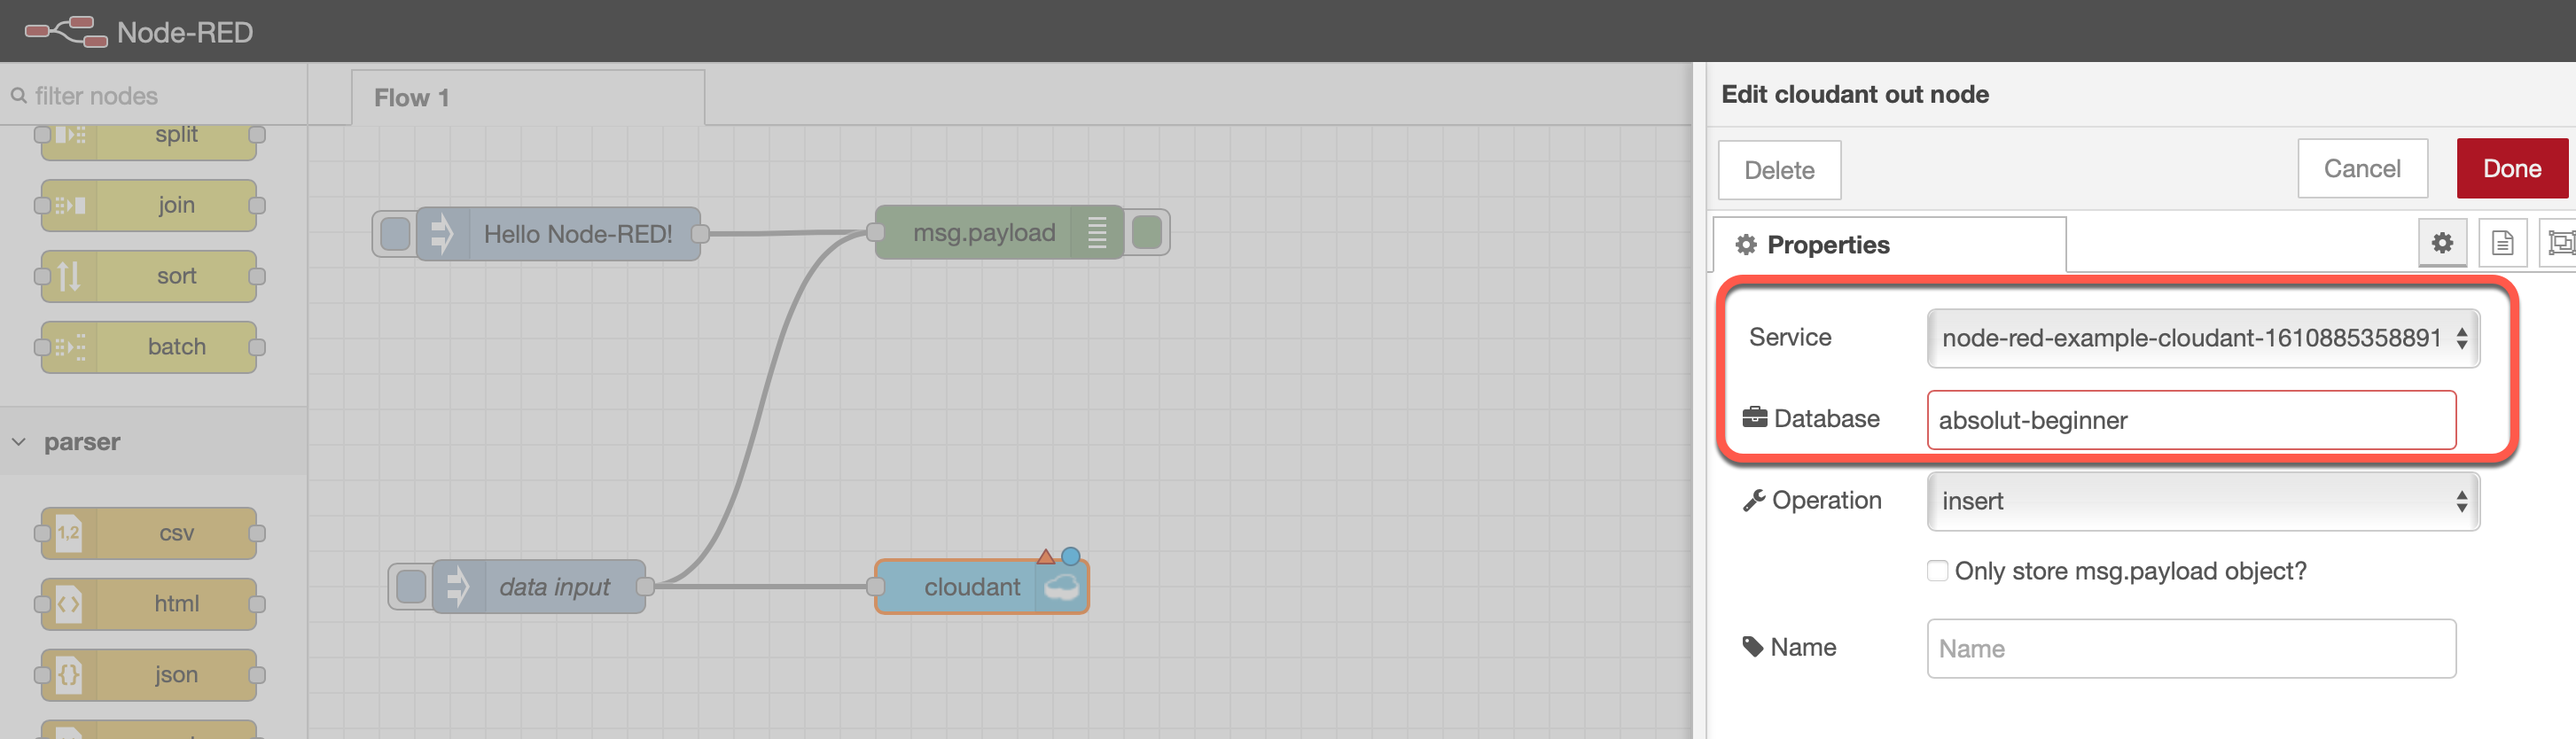 Node-RED
filter nodes
split
join
sort
batch
parser
1,2 csv
html
json
Flow 1
Hello Node-RED!
msg.payload
data input
cloudant
Edit cloudant out node
Delete
Cancel
Done
Properties
Service
node-red-example-cloudant-1610885358891
Database
absolut-beginner
Operation
insert
Only store msg.payload object?
Name
Name